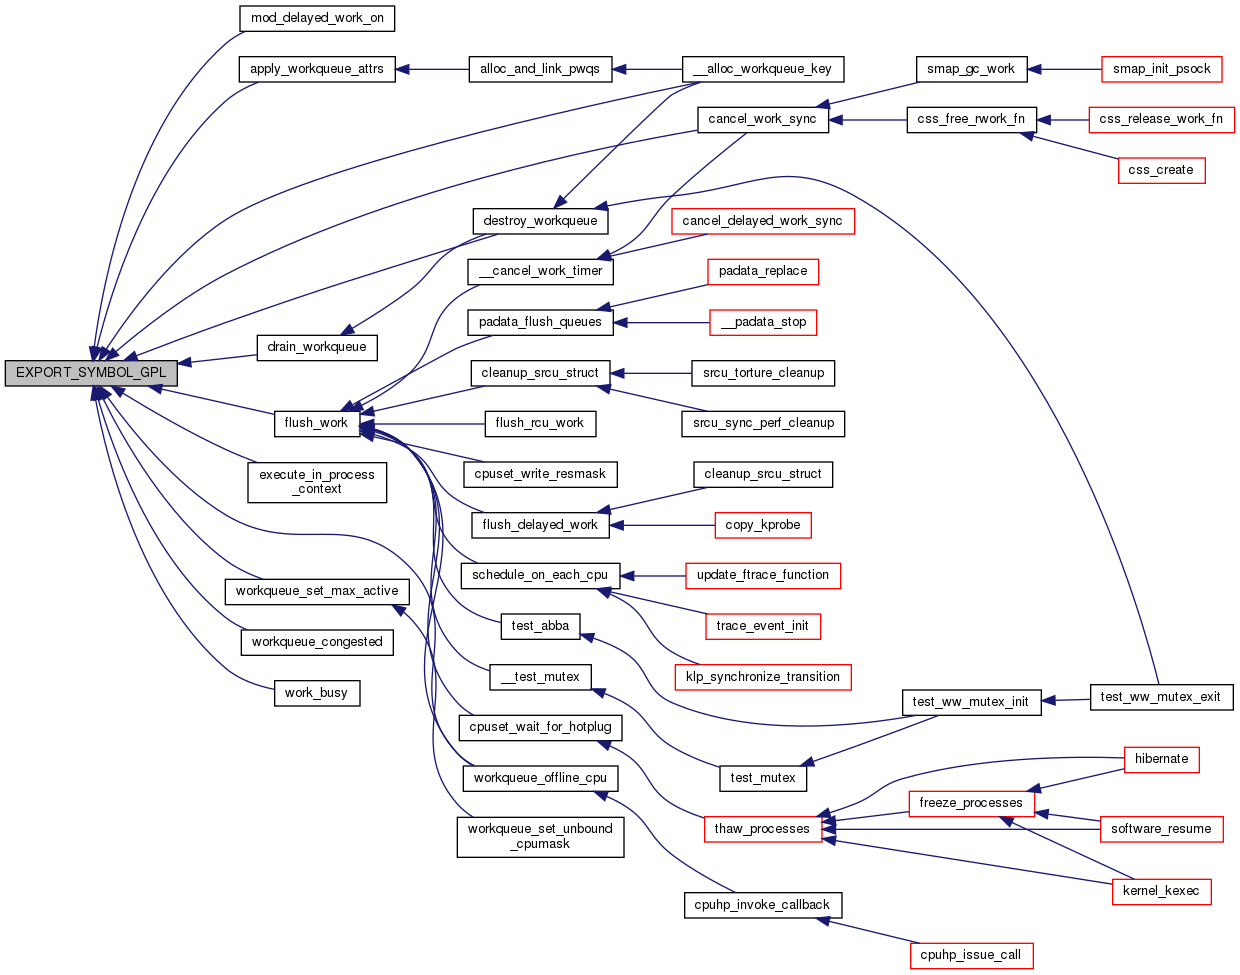 mod_delayed_work_on
apply_workqueue_attrs
alloc_and_link_pwqs
__alloc_workqueue_key
smap_gc_work
smap_init_psock
cancel_work_sync
css_free_rwork_fn
css_release_work_fn
css_create
destroy_workqueue
cancel_delayed_work_sync
__cancel_work_timer
padata_replace
padata_flush_queues
__padata_stop
drain_workqueue
EXPORT_SYMBOL_GPL
cleanup_srcu_struct
srcu_torture_cleanup
flush_work
flush_rcu_work
srcu_sync_perf_cleanup
execute_in_process
_context
cpuset_write_resmask
cleanup_srcu_struct
flush_delayed_work
copy_kprobe
workqueue_set_max_active
schedule_on_each_cpu
update_ftrace_function
test_abba
trace_event_init
workqueue_congested
__test_mutex
klp_synchronize_transition
work_busy
test_ww_mutex_init
test_ww_mutex_exit
cpuset_wait_for_hotplug
workqueue_offline_cpu
test_mutex
hibernate
freeze_processes
workqueue_set_unbound
_cpumask
thaw_processes
software_resume
kernel_kexec
cpuhp_invoke_callback
cpuhp_issue_call